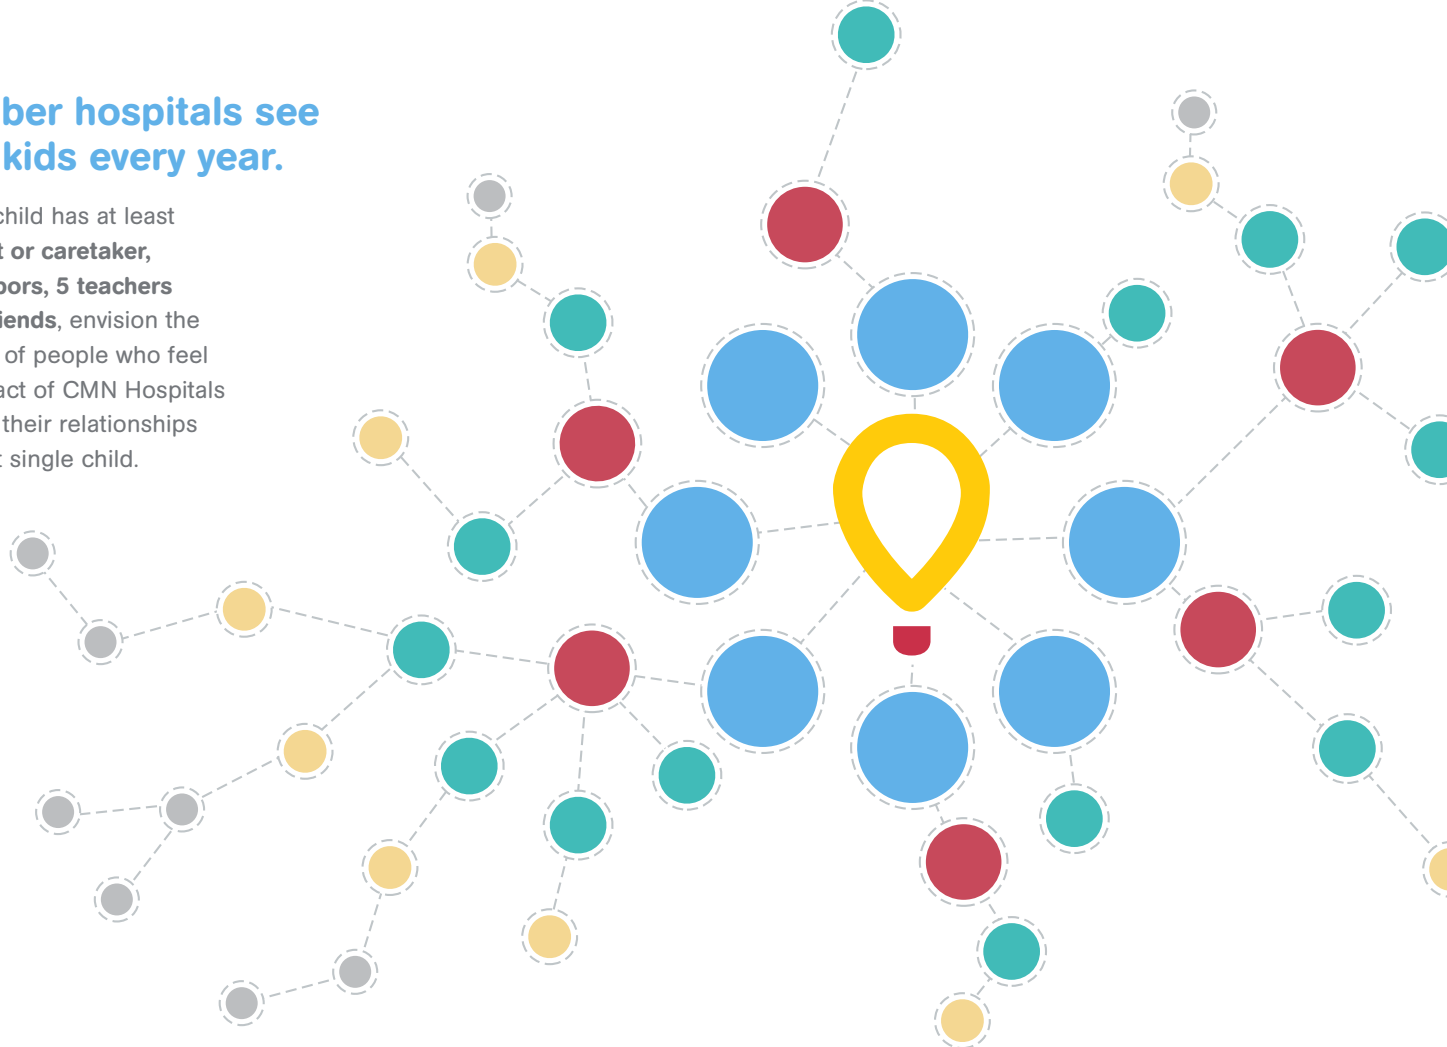 ber hospitals see
kids every year.
child has at least
t or caretaker,
bors, 5 teachers
iends, envision the
of people who feel
act of CMN Hospitals
their relationships
t single child.